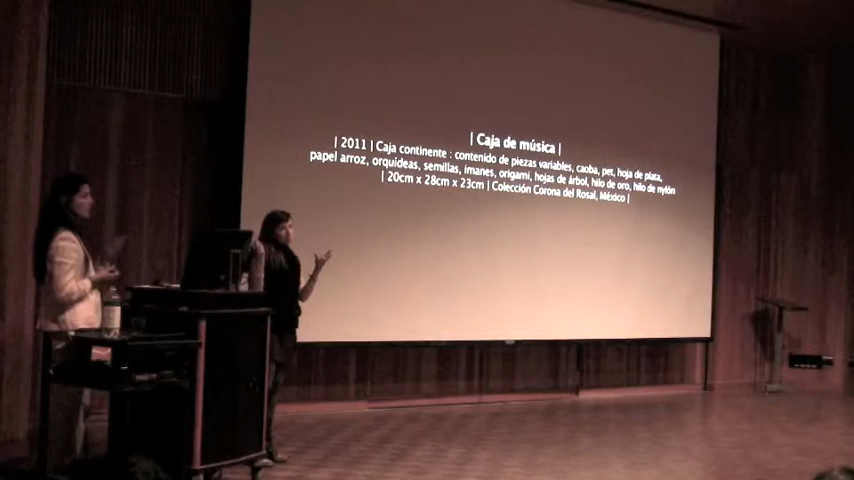 | Caja de música |
| 2011 | Caja continente : contenido de piezas variables, caoba, pet, hoja de plata,
papel arroz, orquídeas, semillas, imanes, origami, hojas de árbol, hilo de oro, hilo de nylón
| 20cm x 28cm x 23cm | Colección Corona del Rosal, México |